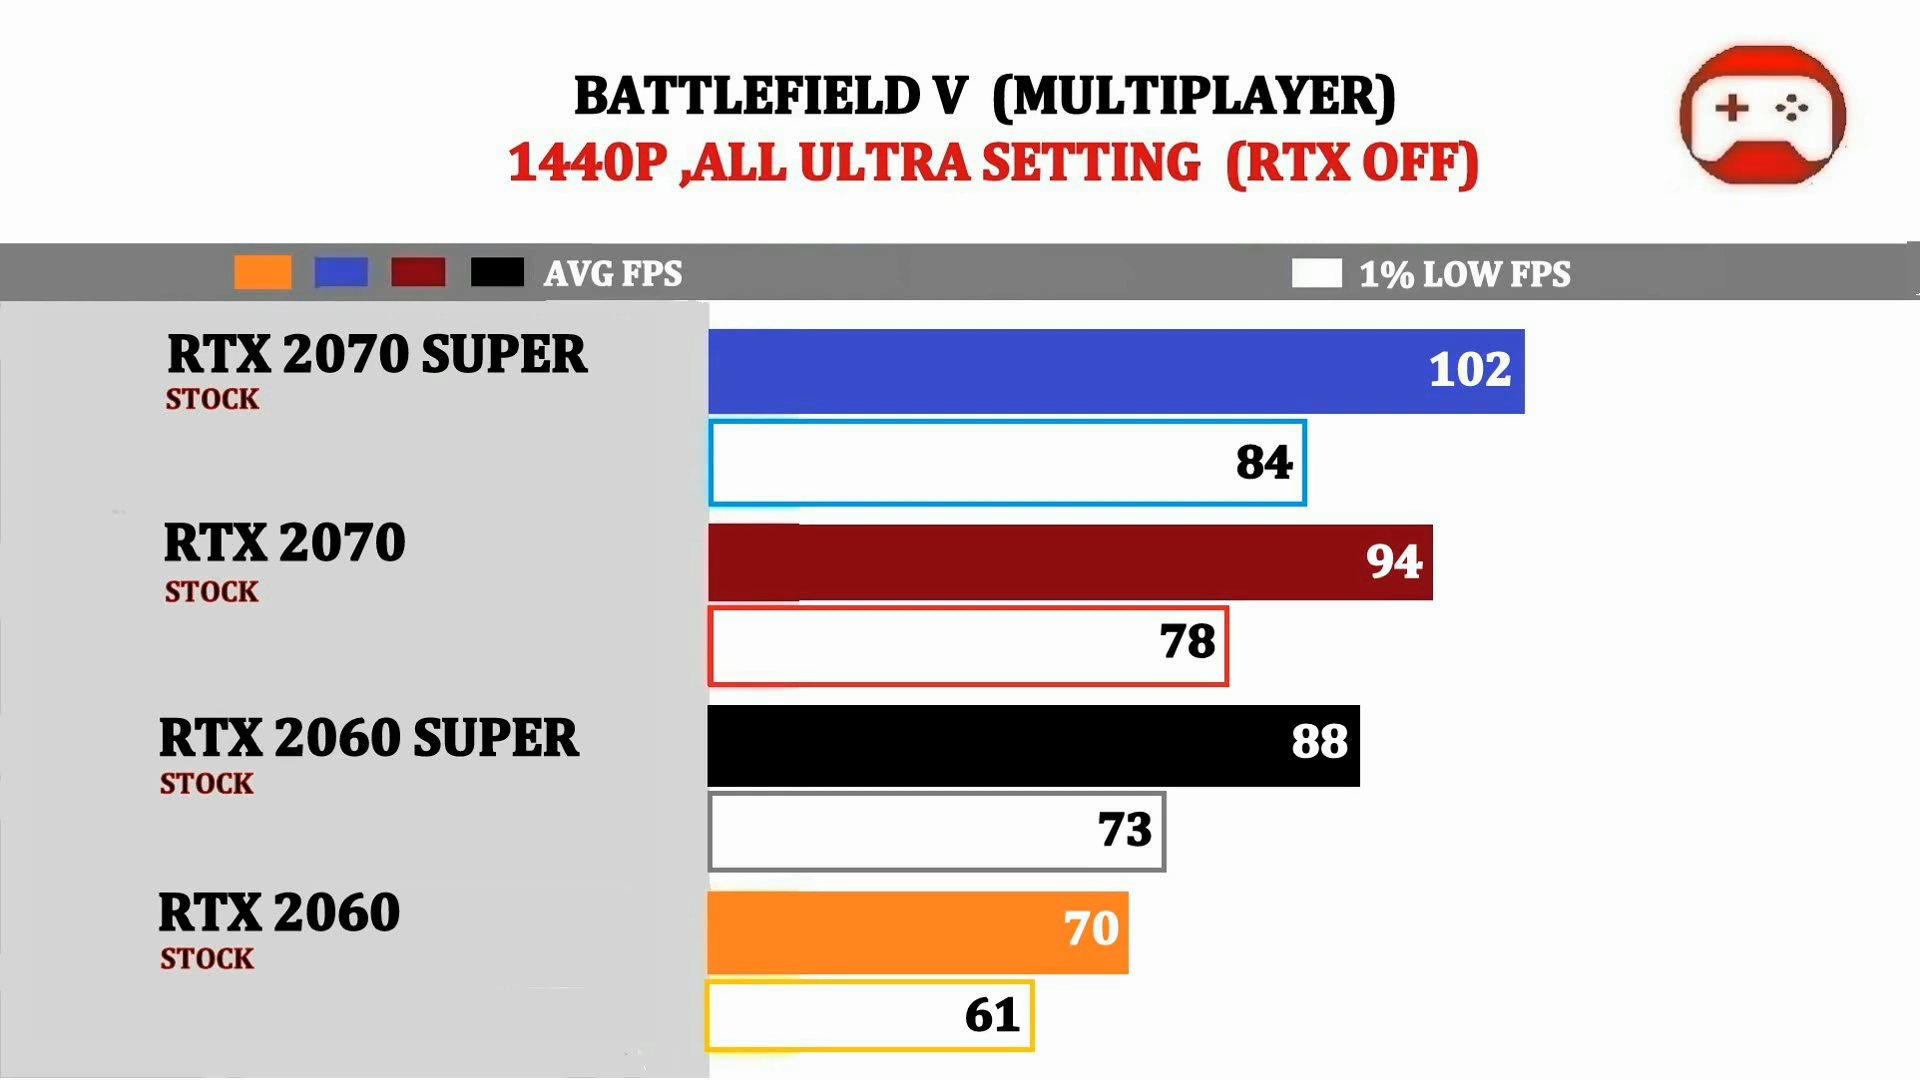 BATTLEFIELD V (MULTIPLAYER)
1440P ,ALL ULTRA SETTING (RTX OFF)
AVG FPS
1% LOW FPS
RTX 2070 SUPER
STOCK
102
84
RTX 2070
STOCK
94
78
RTX 2060 SUPER
STOCK
88
73
RTX 2060
STOCK
70
61